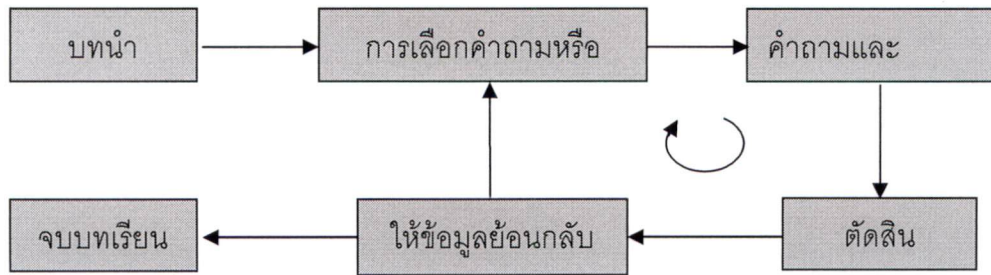 บทนำ
การเลือกคำถามหรือ
คำถามและ
จบบทเรียน
ให้ข้อมูลย้อนกลับ
ตัดสิน